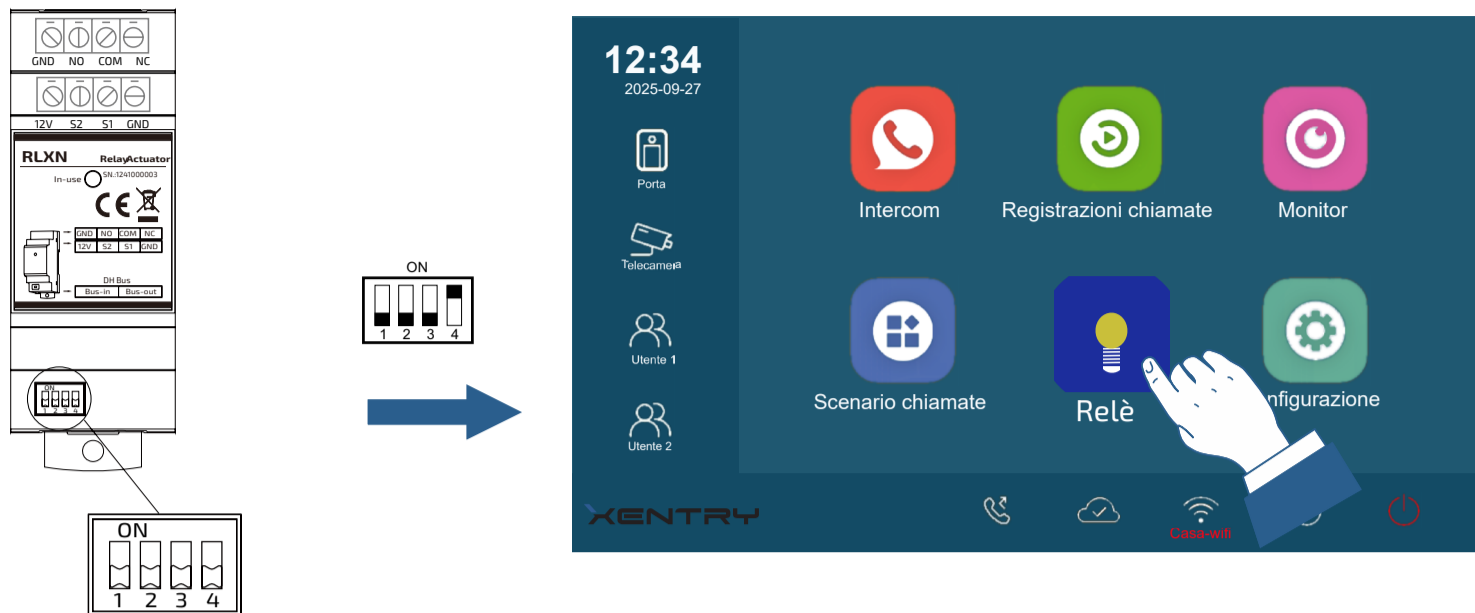 GND NO COM NC
12V S2 S1 GND
RLXN RelayActuator
In-use SN.:1241000003
CE
GND NO COM NC
12V S2 S1 GND
DH Bus
Bus-in Bus-out
ON
1 2 3 4
ON
1 2 3 4
ON
1 2 3 4
12:34
2025-09-27
Porta
Telecamera
Utente 1
Utente 2
Intercom
Registrazioni chiamate
Monitor
Scenario chiamate
Relè
nfigurazione
XENTRY
Casa-wifi